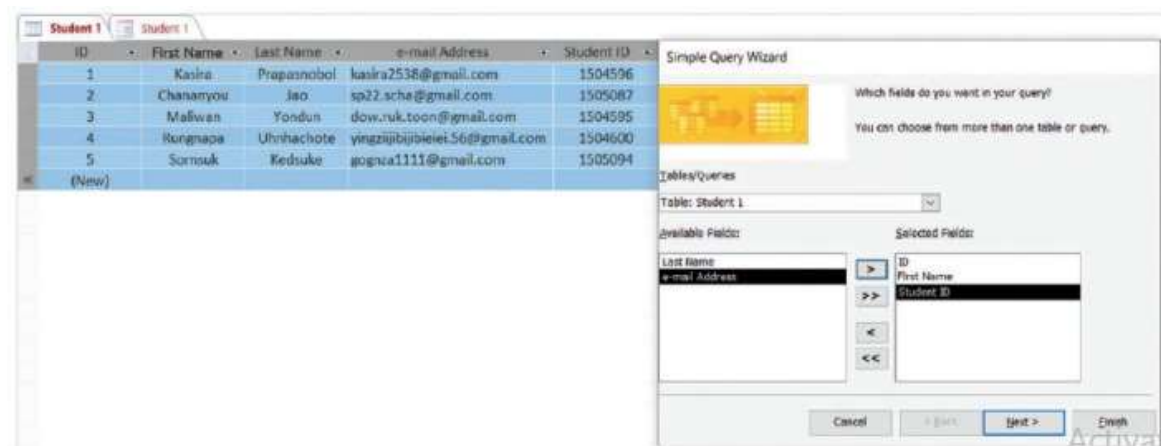 Student 1 Student 1
ID First Name Last Name e-mail Address Student ID
1 Kasira Prapasnobol kasira2538@gmail.com 1504596
2 Chananyou Jao sp22.scha@gmail.com 1505087
3 Maliwan Yondun dow.ruk.toon@gmail.com 1504595
4 Rungnapa Uhnhachote 1504600
5 Sornsuk Kedsuke gognza1111@gmail.com 1505094
(New)
Simple Query Wizard
Which fields do you want in your query?
You can choose from more than one table or query.
Tables/Queries
Table: Student 1
Available Fields:
Last Name
e-mail Address
>
>>
<
<<
Selected Fields:
ID
First Name
Student ID
Cancel < Back Next > Finish